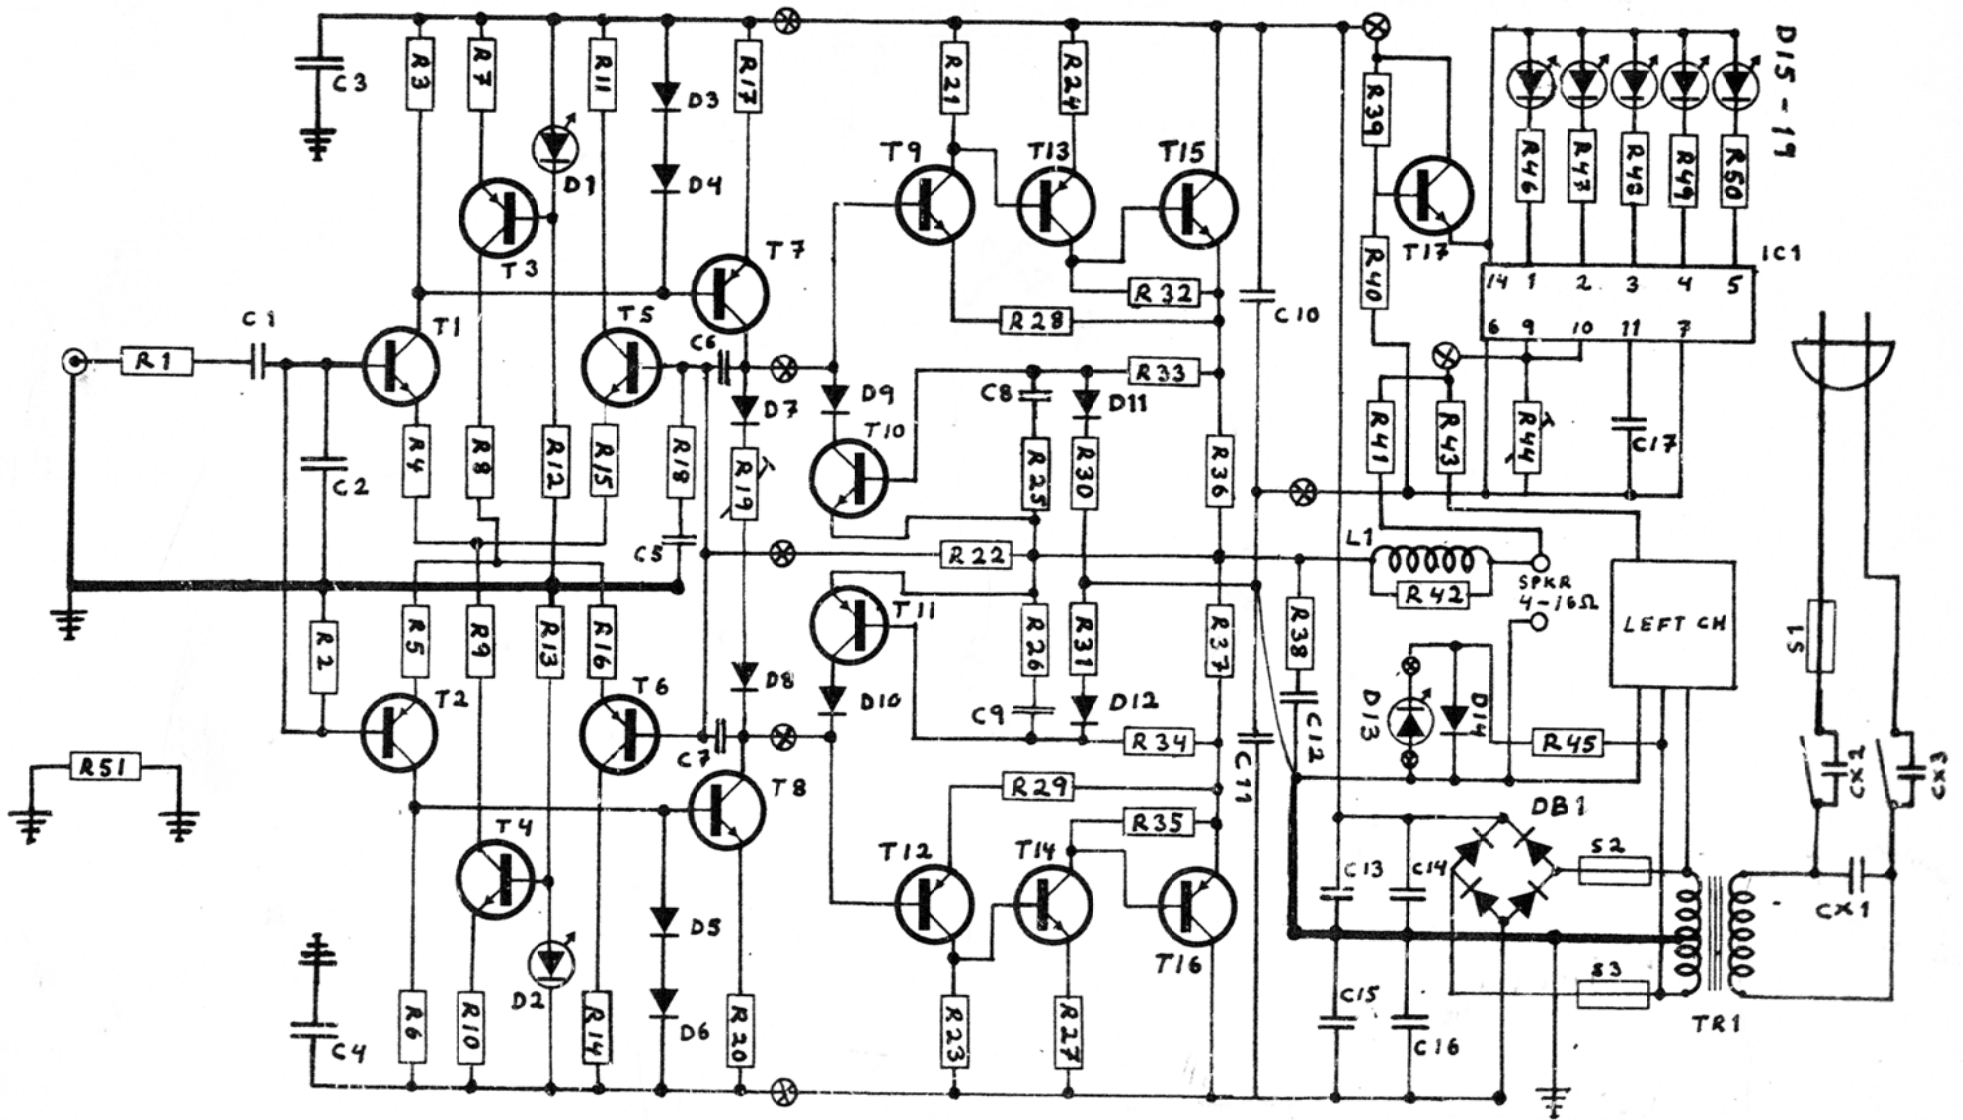 C3
R3
R7
D1
R11
D3
D4
R17
T3
T7
T9
R21
T13
R24
T15
R39
T17
R40
D15-19
R46
R47
R48
R49
R50
IC1
14 1 2 3 4 5
6 9 10 11 7
C1
R1
T1
T5
C6
R28
R32
C10
C2
R4
R8
R12
R15
R18
C5
D7
R19
D9
T10
C8
D11
R33
R25
R30
R36
R41
R43
R44
C17
R22
L1
R42
SPKR
4-16Ω
LEFT CH
S1
R2
R5
R9
R13
R16
T11
R26
R31
R37
R38
D13
D14
R45
T2
T6
D8
D10
C9
D12
R34
C12
C11
CX2
CX3
R51
C7
T8
R29
R35
DB1
T4
T12
T14
T16
C13
C14
S2
CX1
D2
D5
D6
S3
C4
R6
R10
R14
R20
R23
R27
C15
C16
TR1